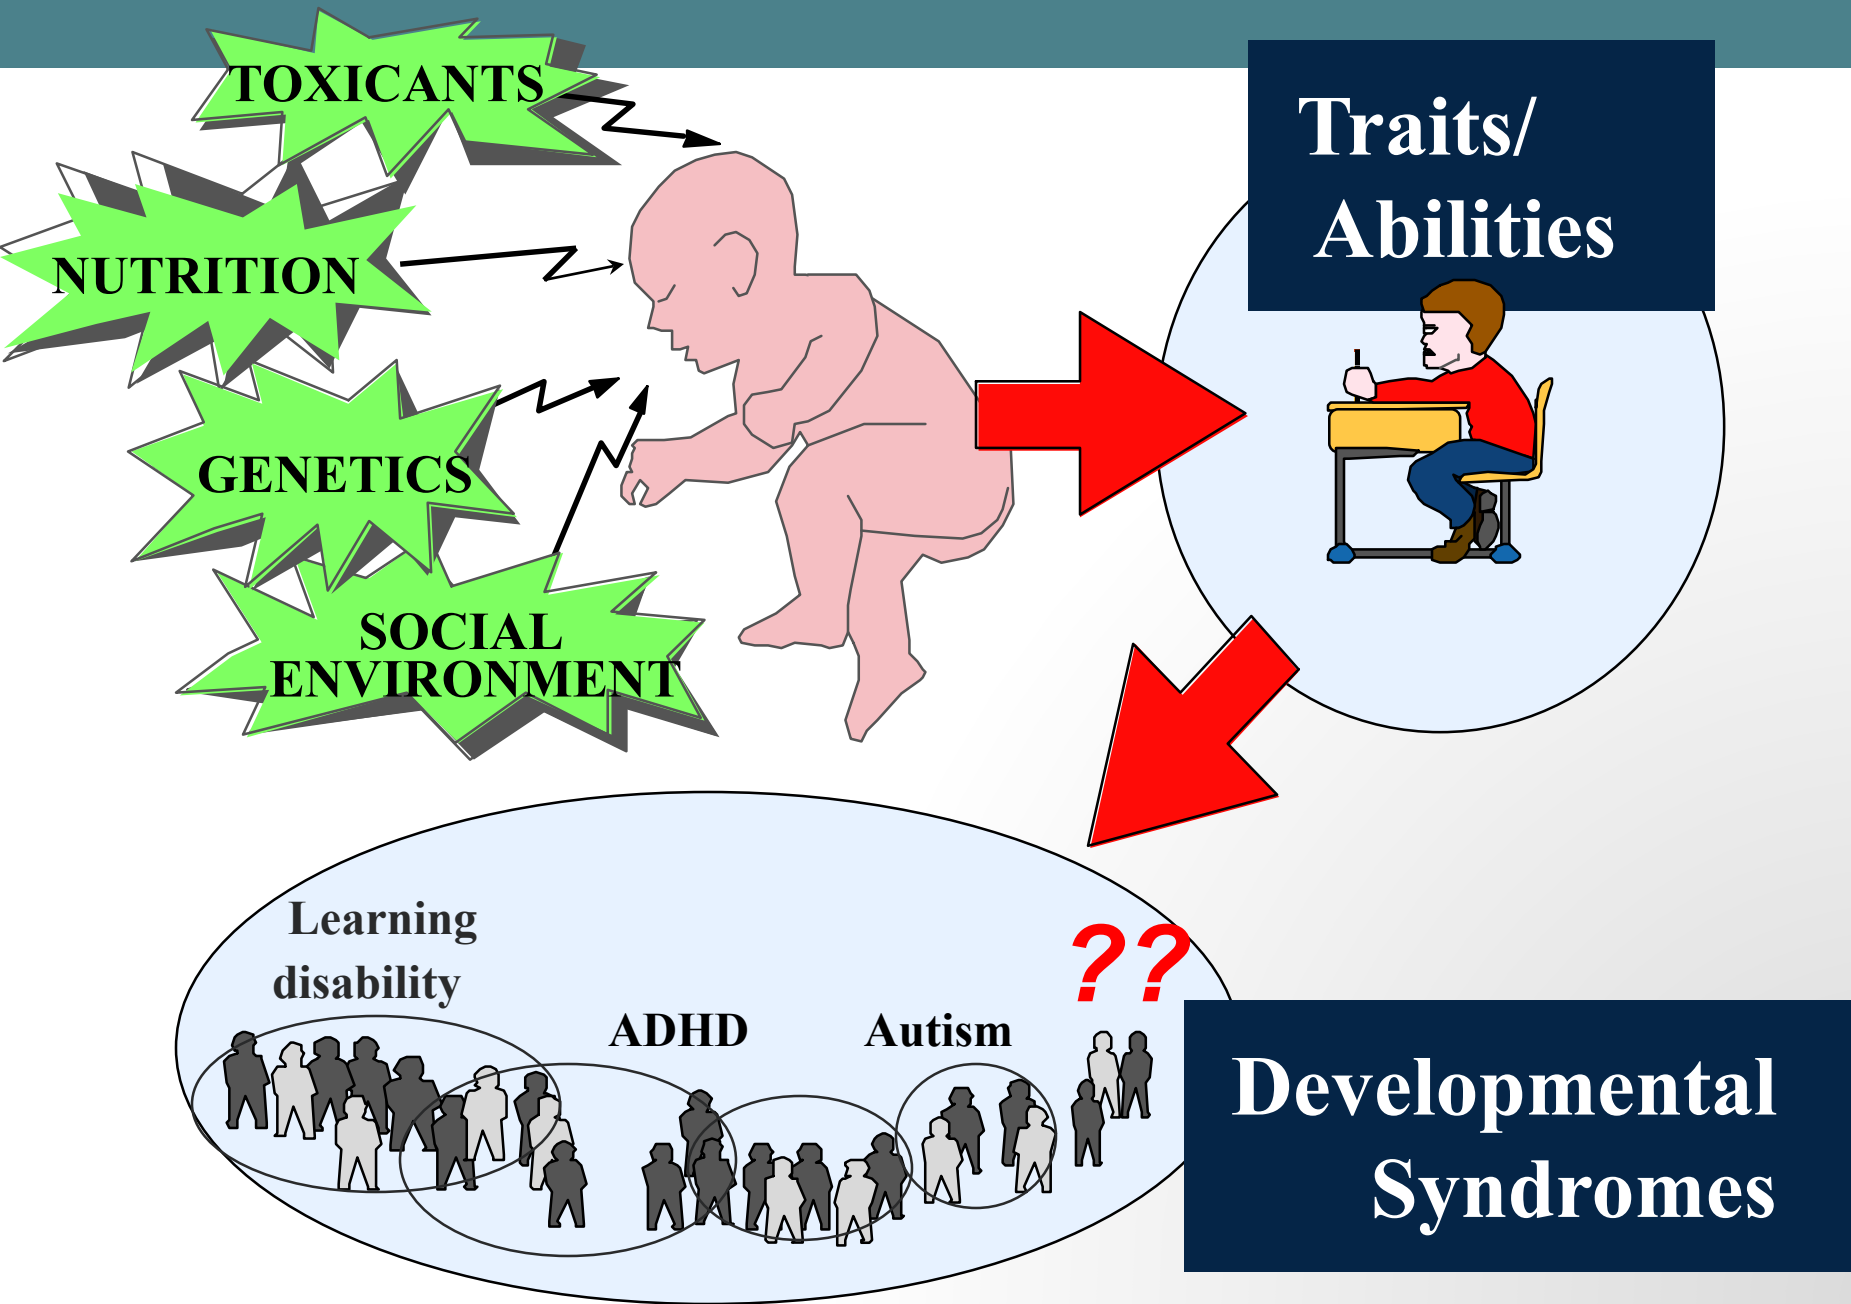 TOXICANTS
NUTRITION
GENETICS
SOCIAL
ENVIRONMENT
Traits/
Abilities
Learning
disability
ADHD
Autism
??
Developmental
Syndromes